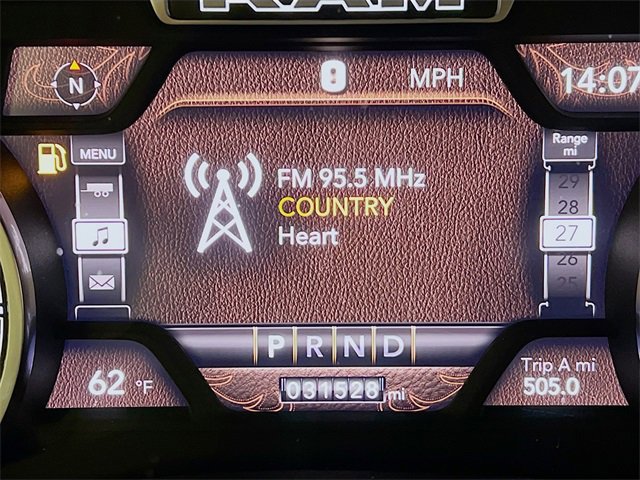 RAM
N
0 MPH
14:07
MENU
FM 95.5 MHz
COUNTRY
Heart
Range
mi
29
28
27
26
25
P R N D
62 °F
031528 mi
Trip A mi
505.0